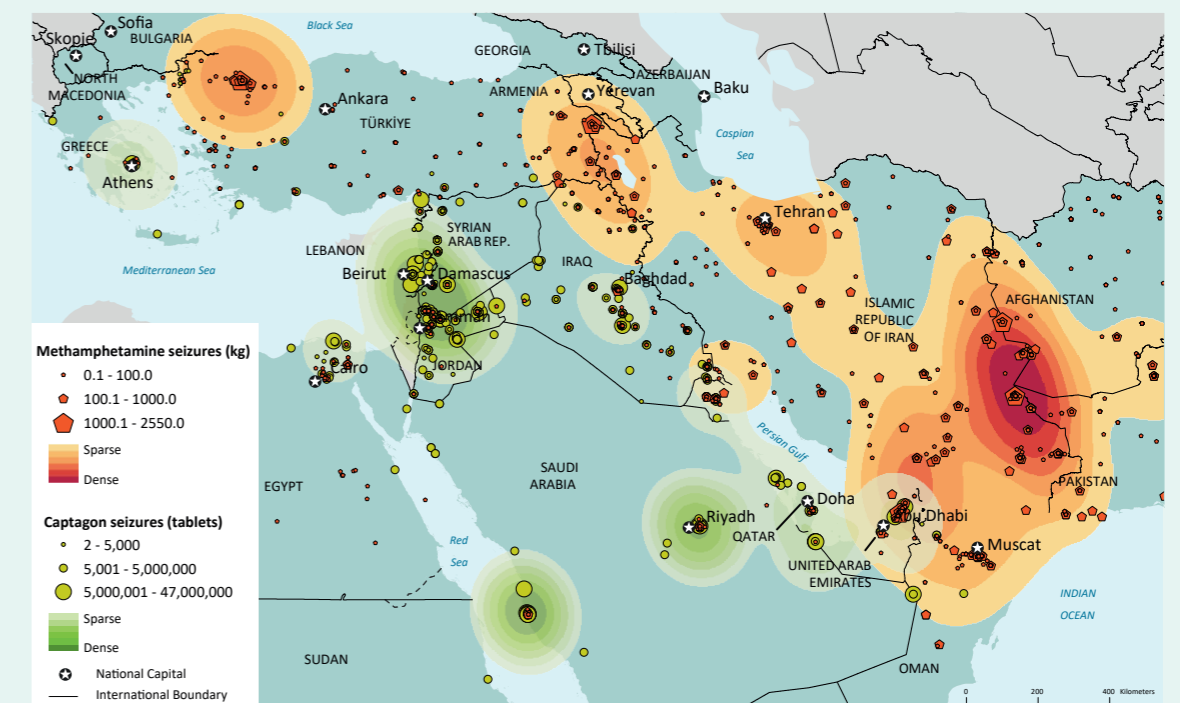 Sofia
Black Sea
BULGARIA
Skopje
GEORGIA
Tbilisi
NORTH
MACEDONIA
AZERBAIJAN
ARMENIA
Yerevan
Baku
Ankara
TÜRKİYE
Caspian
Sea
GREECE
Athens
Tehran
SYRIAN
ARAB REP.
LEBANON
IRAQ
Beirut
Damascus
Baghdad
Mediterranean Sea
ISLAMIC
REPUBLIC
OF IRAN
AFGHANISTAN
Amman
Cairo
JORDAN
Persian Gulf
SAUDI
ARABIA
EGYPT
PAKISTAN
Doha
Riyadh
QATAR
Abu Dhabi
Red
Sea
UNITED ARAB
EMIRATES
Muscat
INDIAN
OCEAN
SUDAN
OMAN
Methamphetamine seizures (kg)
0.1 - 100.0
100.1 - 1000.0
1000.1 - 2550.0
Sparse
Dense
Captagon seizures (tablets)
2 - 5,000
5,001 - 5,000,000
5,000,001 - 47,000,000
Sparse
Dense
National Capital
International Boundary
0 200 400 Kilometers